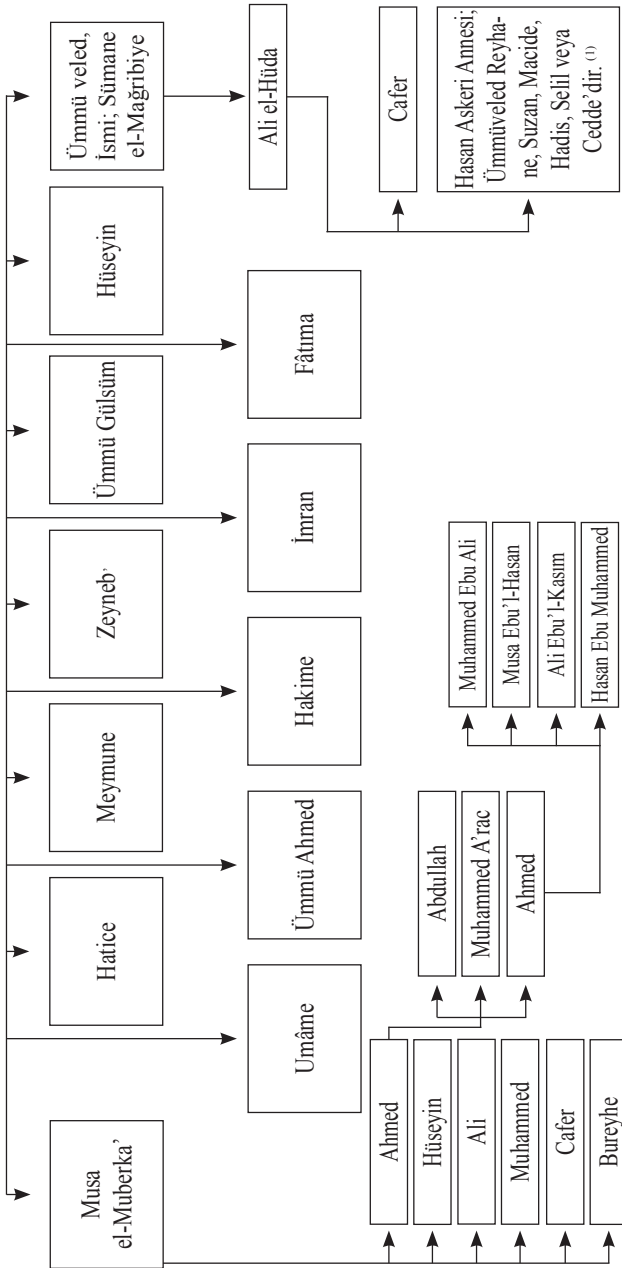 Musa
el-Muberka’
Hatice
Meymune
Zeyneb,
Ümmü Gülsüm
Hüseyin
Ümmü veled,
İsmi; Sümane
el-Mağribiye
Umâme
Ümmü Ahmed
Hakime
İmran
Fâtıma
Ali el-Hüda
Ahmed
Hüseyin
Ali
Muhammed
Cafer
Bureyhe
Abdullah
Muhammed A'rac
Ahmed
Muhammed Ebu Ali
Musa Ebu’l-Hasan
Ali Ebu’l-Kasım
Hasan Ebu Muhammed
Cafer
Hasan Askeri Annesi;
Ümmüveled Reyha-
ne, Suzan, Macide,
Hadis, Selil veya
Cedde’dir. (1)